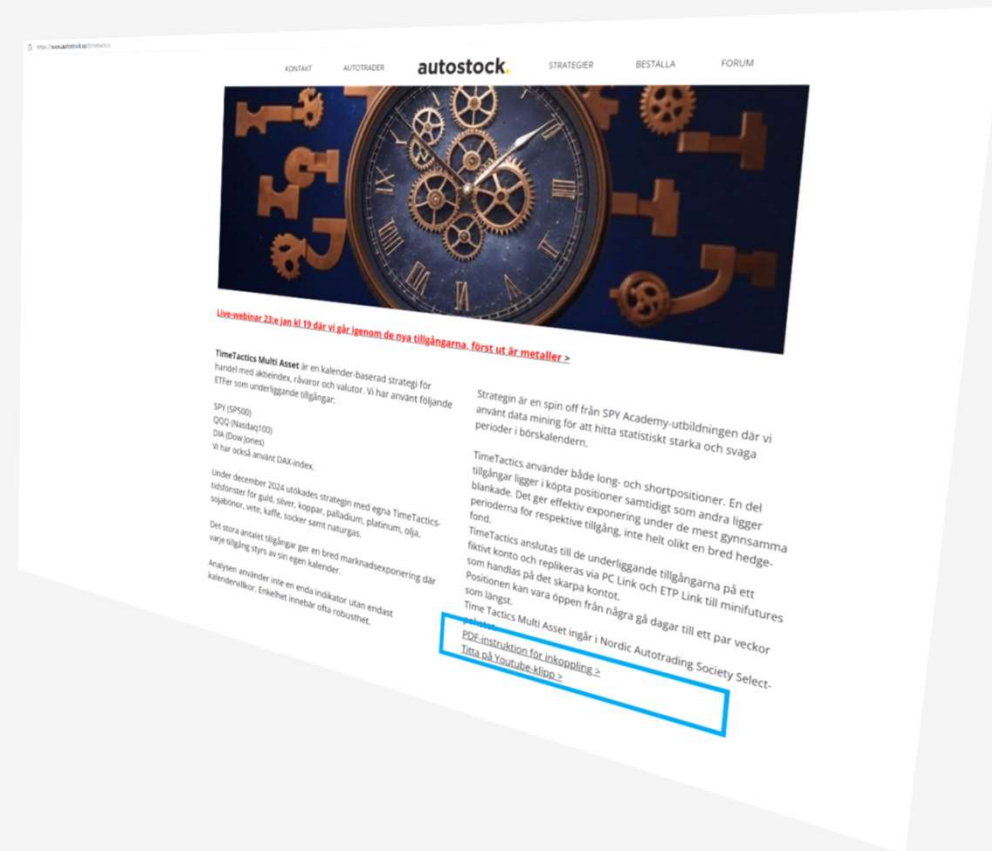 https://www.autostock.se/timetactics
KONTAKT
AUTOTRADER
autostock.
STRATEGIER
BESTÄLLA
FORUM
Live-webinar 23:e jan kl 19 där vi går igenom de nya tillgångarna, först ut är metaller >
TimeTactics Multi Asset är en kalender-baserad strategi för
handel med aktieindex, råvaror och valutor. Vi har använt följande
ETFer som underliggande tillgångar:
SPY (SP500)
QQQ (Nasdaq100)
DIA (Dow Jones)
Vi har också använt DAX-index.
Under december 2024 utökades strategin med egna TimeTactics-
tidsfönster för guld, silver, koppar, palladium, platinum, olja,
sojabönor, vete, kaffe, socker samt naturgas.
Det stora antalet tillgångar ger en bred marknadsexponering där
varje tillgång styrs av sin egen kalender.
Analysen använder inte en enda indikator utan endast
kalendervillkor. Enkelhet innebär ofta robusthet.
Strategin är en spin off från SPY Academy-utbildningen där vi
använt data mining för att hitta statistiskt starka och svaga
perioder i börskalendern.
TimeTactics använder både long- och shortpositioner. En del
tillgångar ligger i köpta positioner samtidigt som andra ligger
blankade. Det ger effektiv exponering under de mest gynnsamma
perioderna för respektive tillgång, inte helt olikt en bred hedge-
fond.
TimeTactics anslutas till de underliggande tillgångarna på ett
fiktivt konto och replikeras via PC Link och ETP Link till minifutures
som handlas på det skarpa kontot.
Positionen kan vara öppen från några gå dagar till ett par veckor
som längst.
Time Tactics Multi Asset ingår i Nordic Autotrading Society Select-
paketet.
PDF-instruktion för inkoppling >
Titta på Youtube-klipp >